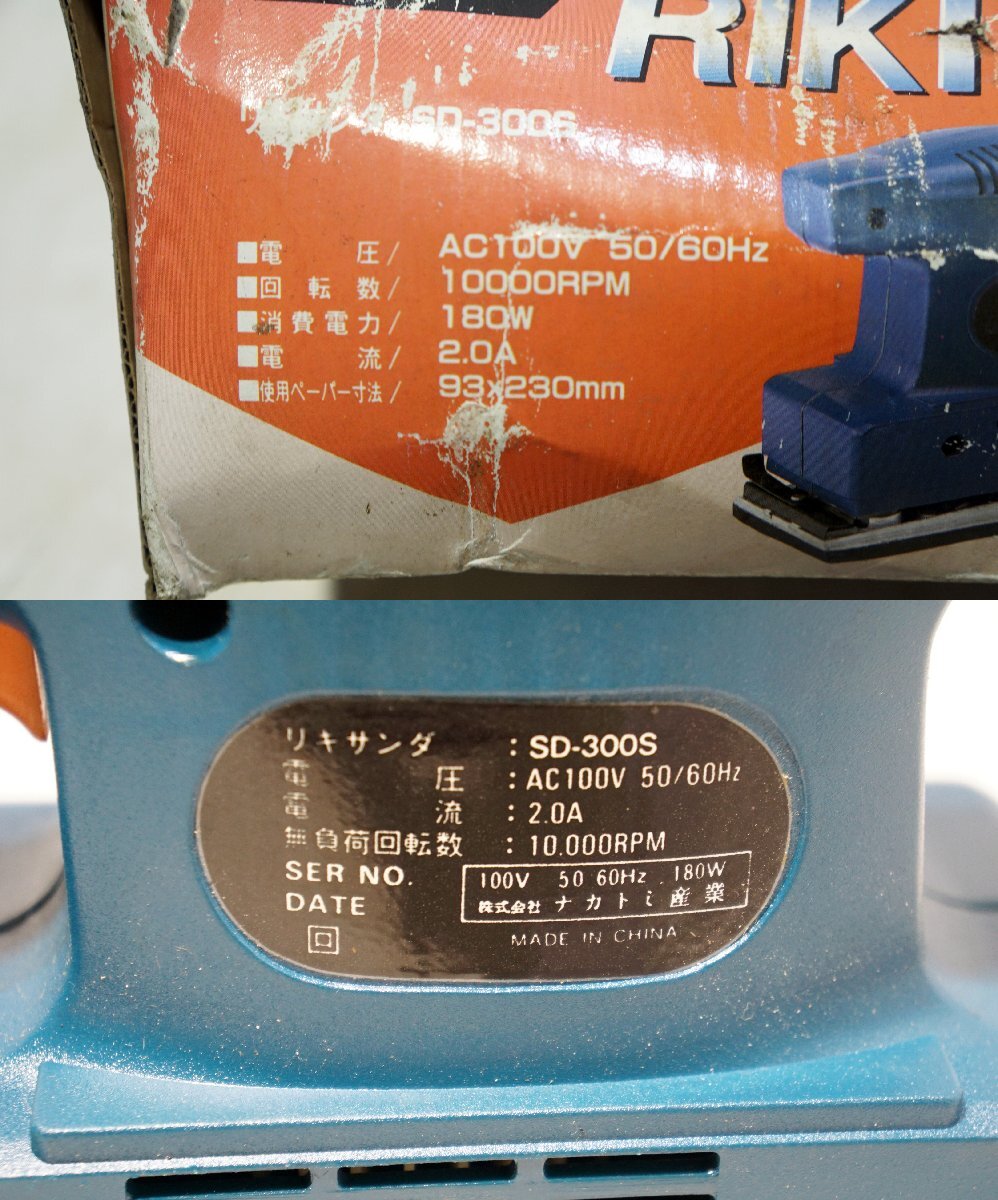 RIKI
SD-300S
■電 圧/ AC100V 50/60Hz
■回転数/ 10000RPM
■消費電力/ 180W
■電 流/ 2.0A
■使用ペーパー寸法/ 93x230mm
リキサンダ : SD-300S
電 圧 : AC100V 50/60Hz
電 流 : 2.0A
無負荷回転数 : 10.000RPM
SER NO.
DATE
100V 50 60Hz 180W
株式会社 ナカトミ産業
MADE IN CHINA